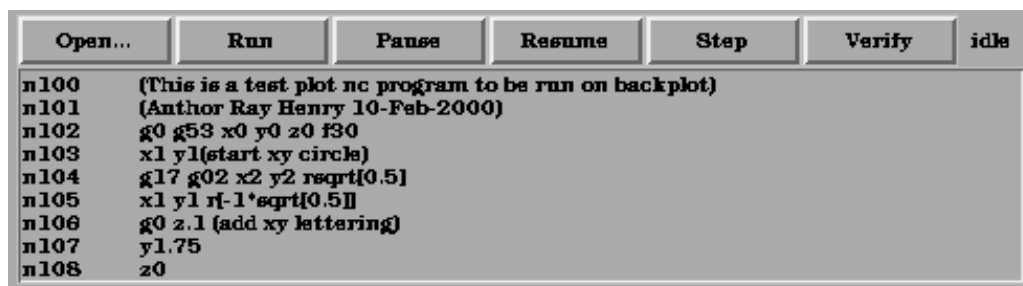 Open... Run Pause Resume Step Verify idle
n100 (This is a test plot nc program to be run on backplot)
n101 (Author Ray Henry 10-Feb-2000)
n102 g0 g53 x0 y0 z0 f30
n103 x1 y1(start xy circle)
n104 g17 g02 x2 y2 rsqrt[0.5]
n105 x1 y1 r[-1*sqrt[0.5]]
n106 g0 z.1 (add xy lettering)
n107 y1.75
n108 z0